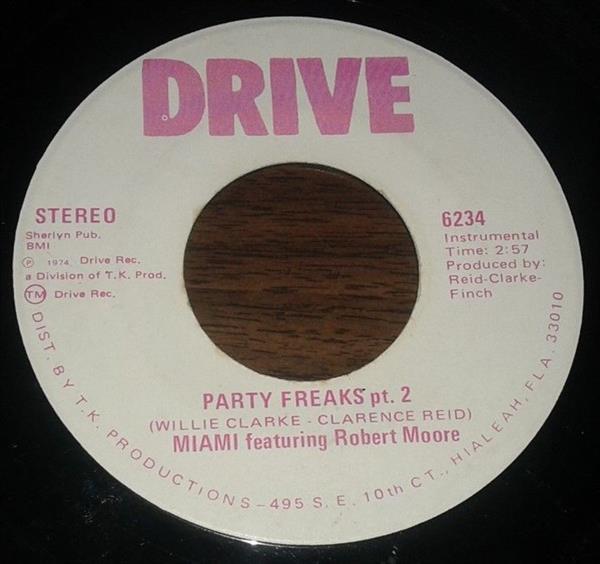 DRIVE
STEREO
Sherlyn Pub.
BMI
Ⓟ 1974 Drive Rec.
a Division of T.K. Prod.
TM Drive Rec.
6234
Instrumental
Time: 2:57
Produced by:
Reid-Clarke-
Finch
PARTY FREAKS pt. 2
(WILLIE CLARKE - CLARENCE REID)
MIAMI featuring Robert Moore
DIST. BY T.K. PRODUCTIONS - 495 S.E. 10th CT., HIALEAH, FLA. 33010